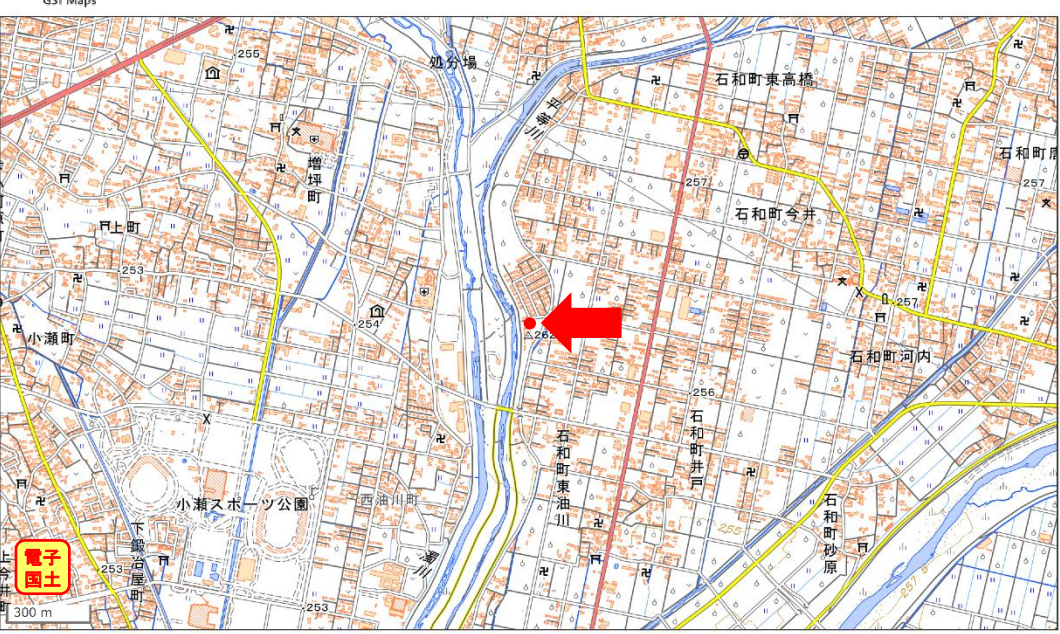 GSI Maps
255
処分場
平等川
石和町東高橋
増坪町
257
257
上町
石和町今井
253
254
257
小瀬町
262
石和町河内
256
石和町井戸
石和町東油川
小瀬スポーツ公園
西油川町
255
石和町砂原
下鍛冶屋町
濁川
電子
国土
上今井町
253
253
300 m